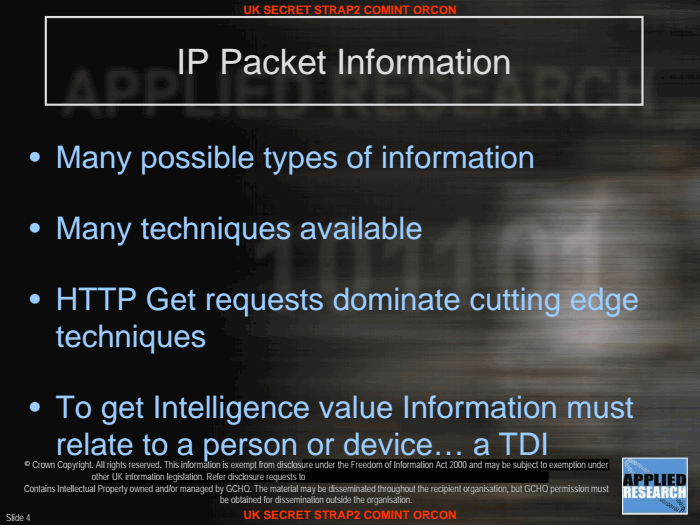 UK SECRET STRAP2 COMINT ORCON
IP Packet Information
APPLIED RESEARCH
• Many possible types of information
• Many techniques available
101101
• HTTP Get requests dominate cutting edge
techniques
• To get Intelligence value Information must
relate to a person or device… a TDI
© Crown Copyright. All rights reserved. This information is exempt from disclosure under the Freedom of Information Act 2000 and may be subject to exemption under
other UK information legislation. Refer disclosure requests to
Contains Intellectual Property owned and/or managed by GCHQ. The material may be disseminated throughout the recipient organisation, but GCHQ permission must
be obtained for dissemination outside the organisation.
APPLIED
RESEARCH
Slide 4
UK SECRET STRAP2 COMINT ORCON